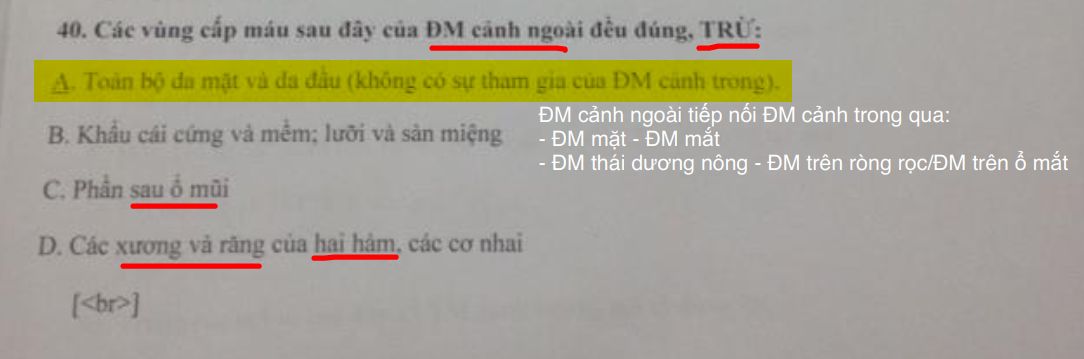 40. Các vùng cấp máu sau đây của ĐM cảnh ngoài đều đúng, TRỪ:
A. Toàn bộ da mặt và da đầu (không có sự tham gia của ĐM cảnh trong).
ĐM cảnh ngoài tiếp nối ĐM cảnh trong qua:
B. Khẩu cái cứng và mềm; lưỡi và sàn miệng
- ĐM mặt - ĐM mắt
- ĐM thái dương nông - ĐM trên ròng rọc/ĐM trên ổ mắt
C. Phần sau ổ mũi
D. Các xương và răng của hai hàm, các cơ nhai
[<br>]